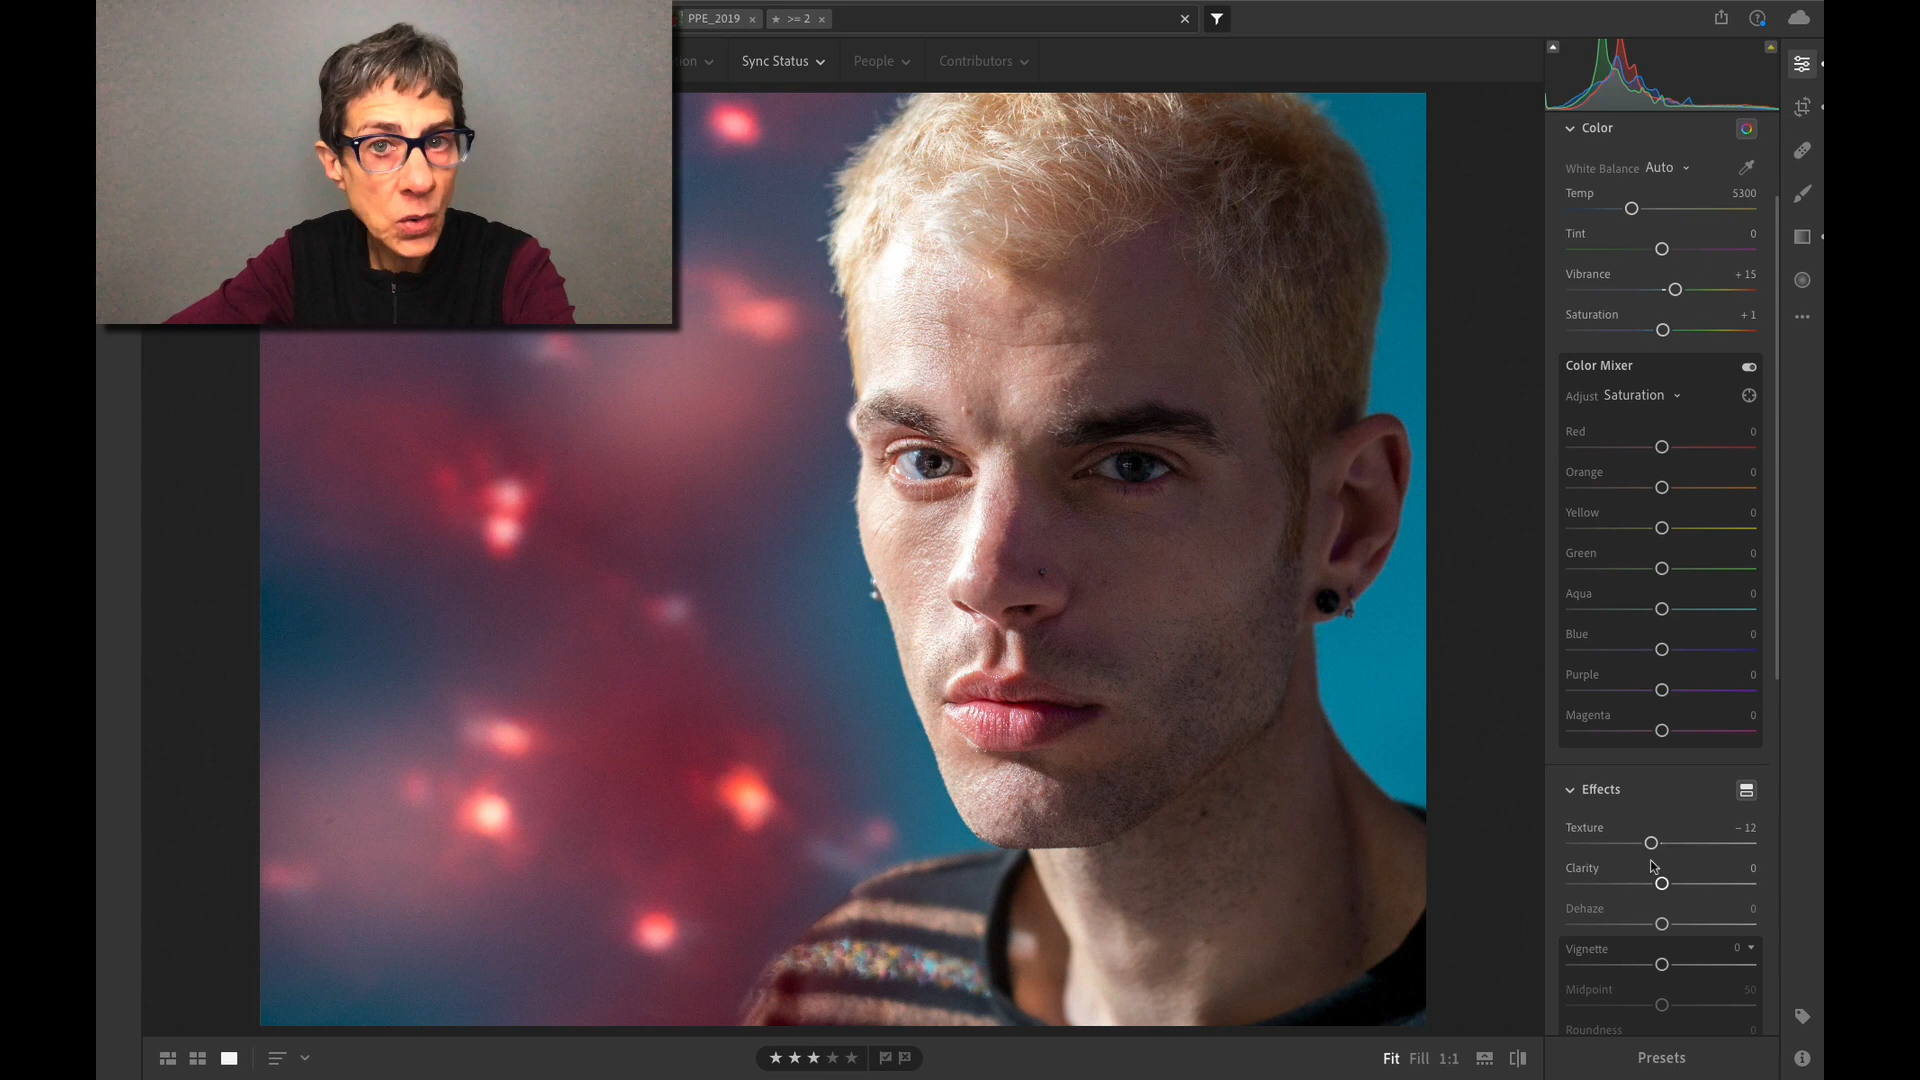 PPE_2019
>= 2
tion
Sync Status
People
Contributors
Color
White Balance Auto
Temp 5300
Tint 0
Vibrance + 15
Saturation + 1
Color Mixer
Adjust Saturation
Red 0
Orange 0
Yellow 0
Green 0
Aqua 0
Blue 0
Purple 0
Magenta 0
Effects
Texture – 12
Clarity 0
Dehaze 0
Vignette 0
Midpoint 50
Roundness 0
Fit Fill 1:1
Presets